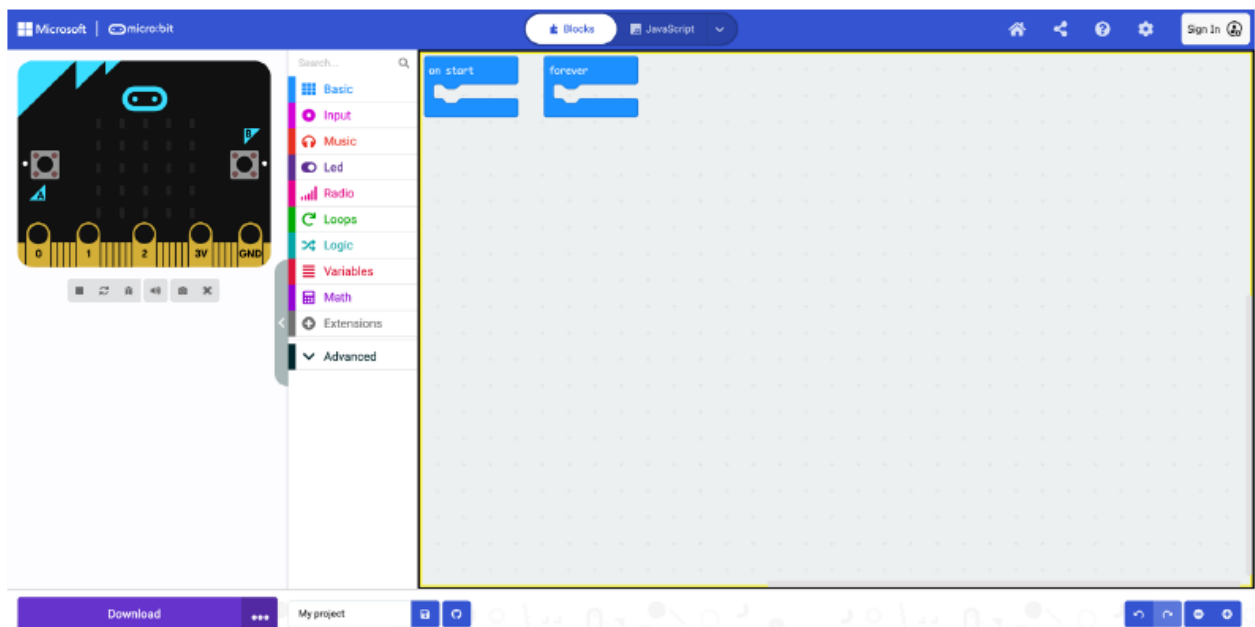 Microsoft | micro:bit
Blocks
JavaScript
Sign In
B
A
0 1 2 3V GND
Search...
Basic
Input
Music
Led
Radio
Loops
Logic
Variables
Math
Extensions
Advanced
on start
forever
Download
My project